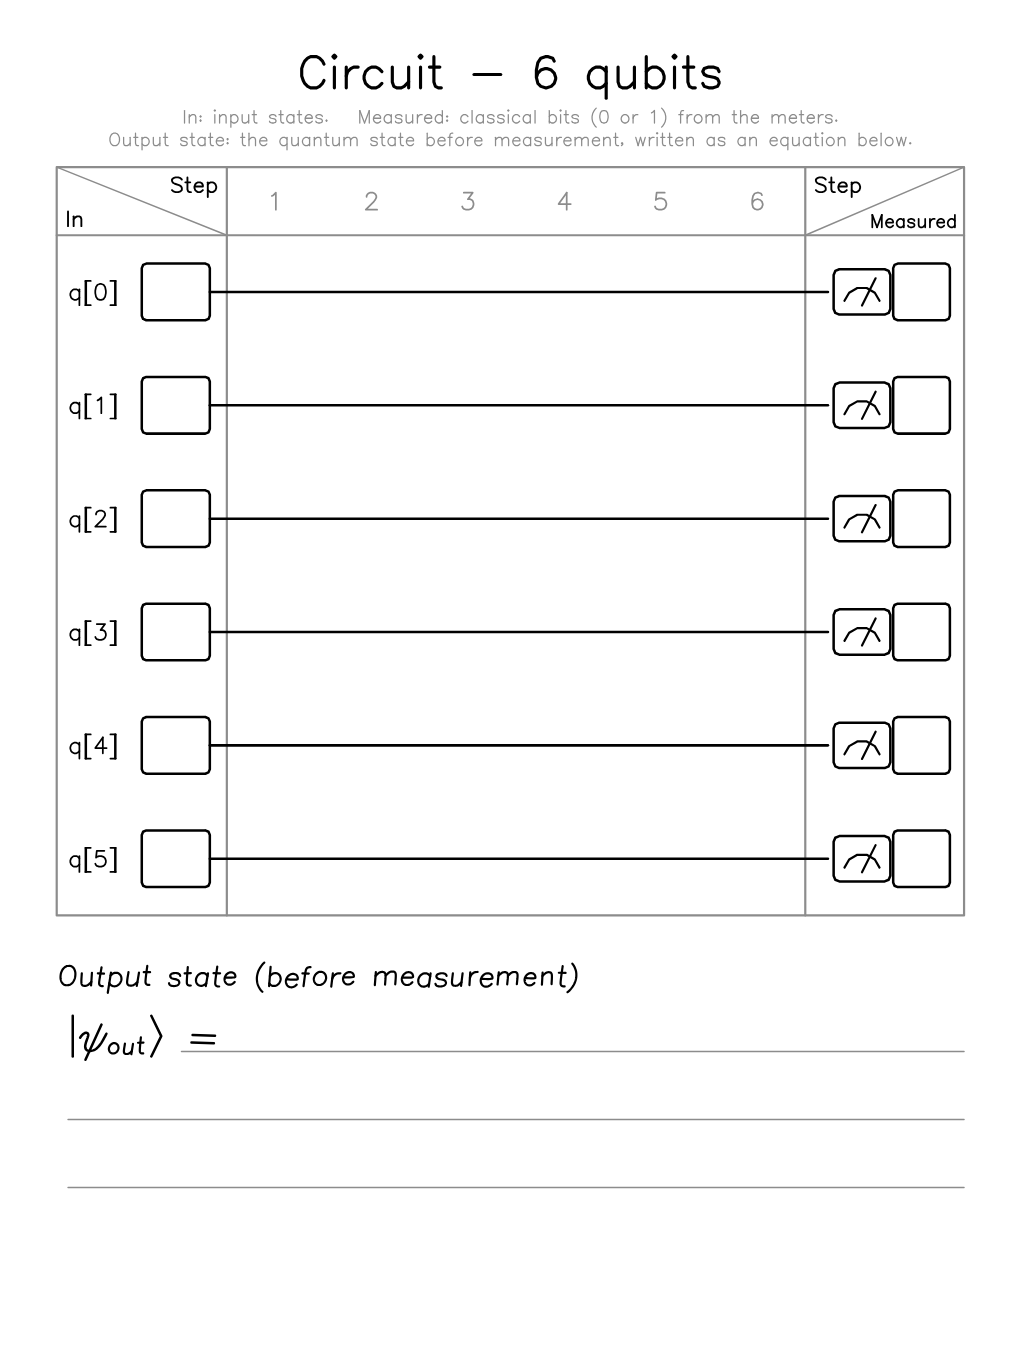 Circuit – 6 qubits
In: input states. Measured: classical bits (0 or 1) from the meters.
Output state: the quantum state before measurement, written as an equation below.
Step 1 2 3 4 5 6 Step
In Measured
q[0]
q[1]
q[2]
q[3]
q[4]
q[5]
Output state (before measurement)
|ψout⟩ =